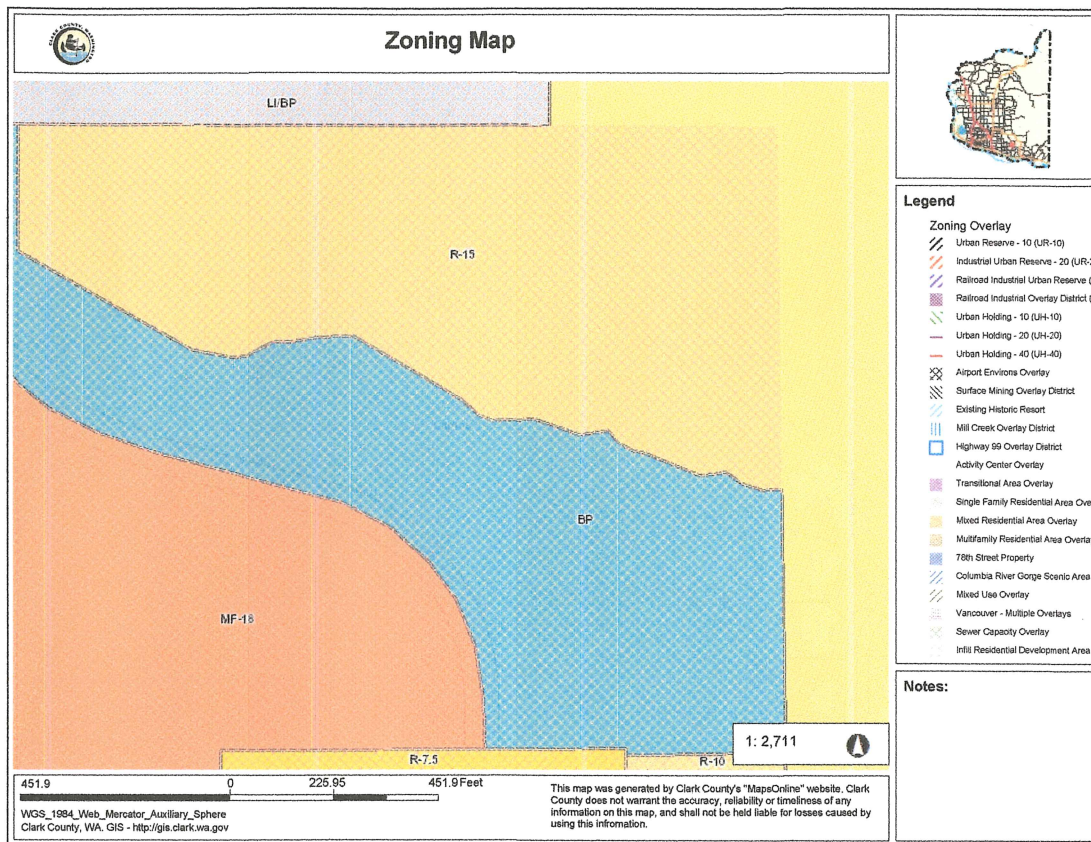 CLARK COUNTY, WASHINGTON
Zoning Map
LI/BP
R-15
BP
MF-18
R-7.5
R-10
1: 2,711
Legend
Zoning Overlay
Urban Reserve - 10 (UR-10)
Industrial Urban Reserve - 20 (UR-2
Railroad Industrial Urban Reserve (
Railroad Industrial Overlay District (
Urban Holding - 10 (UH-10)
Urban Holding - 20 (UH-20)
Urban Holding - 40 (UH-40)
Airport Environs Overlay
Surface Mining Overlay District
Existing Historic Resort
Mill Creek Overlay District
Highway 99 Overlay District
Activity Center Overlay
Transitional Area Overlay
Single Family Residential Area Ove
Mixed Residential Area Overlay
Multifamily Residential Area Overla
78th Street Property
Columbia River Gorge Scenic Area
Mixed Use Overlay
Vancouver - Multiple Overlays
Sewer Capacity Overlay
Infill Residential Development Area
Notes:
451.9 0 225.95 451.9 Feet
WGS_1984_Web_Mercator_Auxiliary_Sphere
Clark County, WA. GIS - http://gis.clark.wa.gov
This map was generated by Clark County's "MapsOnline" website. Clark
County does not warrant the accuracy, reliability or timeliness of any
information on this map, and shall not be held liable for losses caused by
using this infromation.